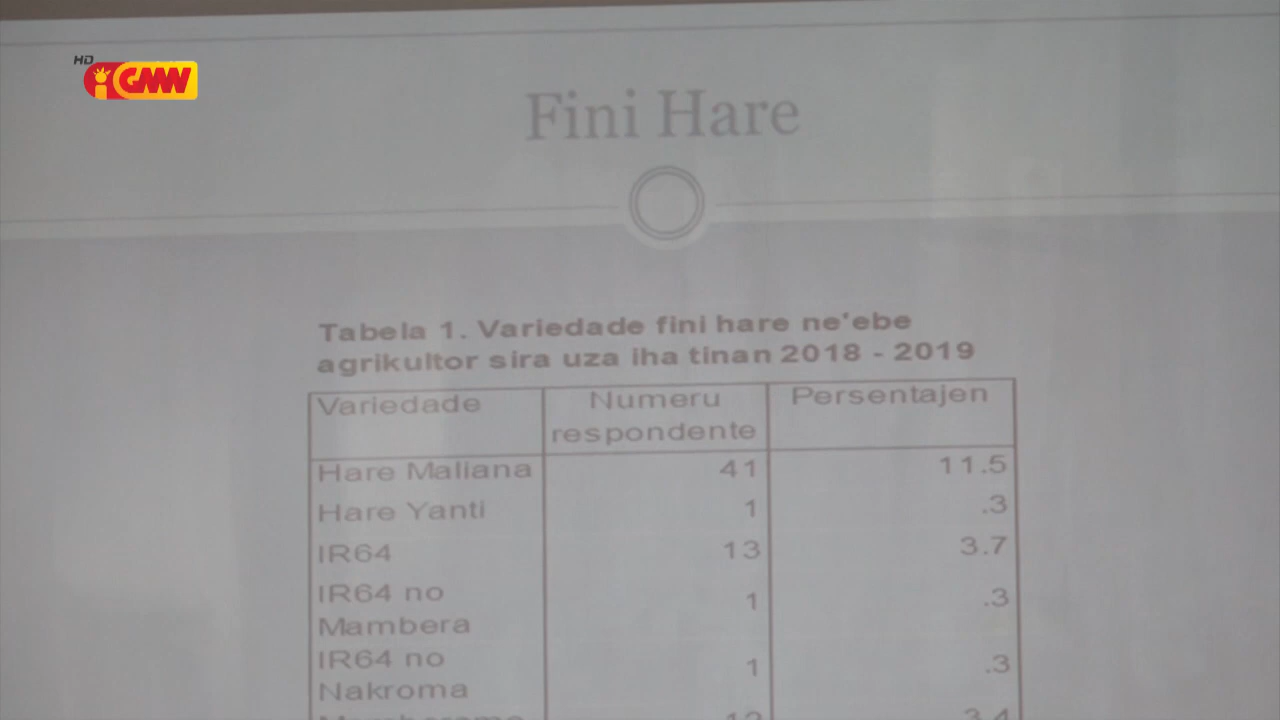 HD
GMN
Fini Hare
Tabela 1. Variedade fini hare ne'ebe
agrikultor sira uza iha tinan 2018 - 2019
Variedade Numeru respondente Persentajen
Hare Maliana 41 11.5
Hare Yanti 1 .3
IR64 13 3.7
IR64 no Mambera 1 .3
IR64 no Nakroma 1 .3